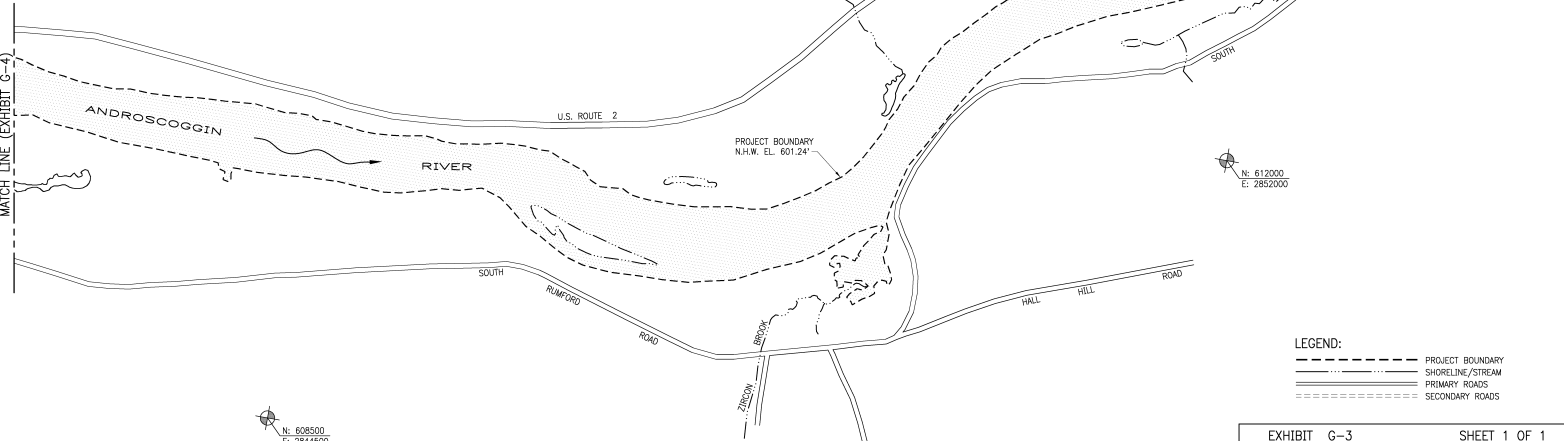 MATCH LINE (EXHIBIT G-4)
ANDROSCOGGIN
RIVER
U.S. ROUTE 2
PROJECT BOUNDARY
N.H.W. EL. 601.24'
SOUTH
N: 612000
E: 2852000
SOUTH
RUMFORD
ROAD
ZIRCON
BROOK
HALL
HILL
ROAD
N: 608500
E: 2844500
LEGEND:
PROJECT BOUNDARY
SHORELINE/STREAM
PRIMARY ROADS
SECONDARY ROADS
EXHIBIT G-3
SHEET 1 OF 1